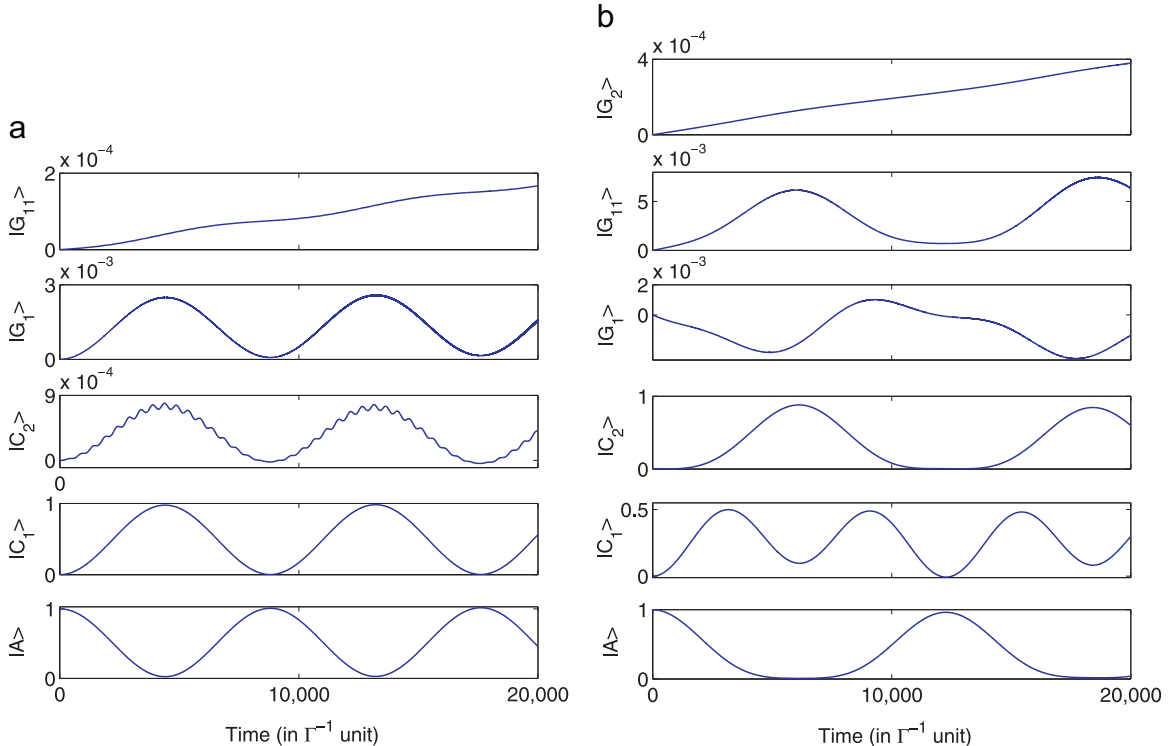 a
x 10⁻⁴
2
0
|G₁₁>
x 10⁻³
3
0
|G₁>
x 10⁻⁴
9
0
|C₂>
0
1
0
|C₁>
1
0
|A>
0 10,000 20,000
Time (in Γ⁻¹ unit)
b
x 10⁻⁴
4
0
|G₂>
x 10⁻³
5
0
|G₁₁>
x 10⁻³
2
0
|G₁>
1
0
|C₂>
0.5
0
|C₁>
1
0
|A>
0 10,000 20,000
Time (in Γ⁻¹ unit)